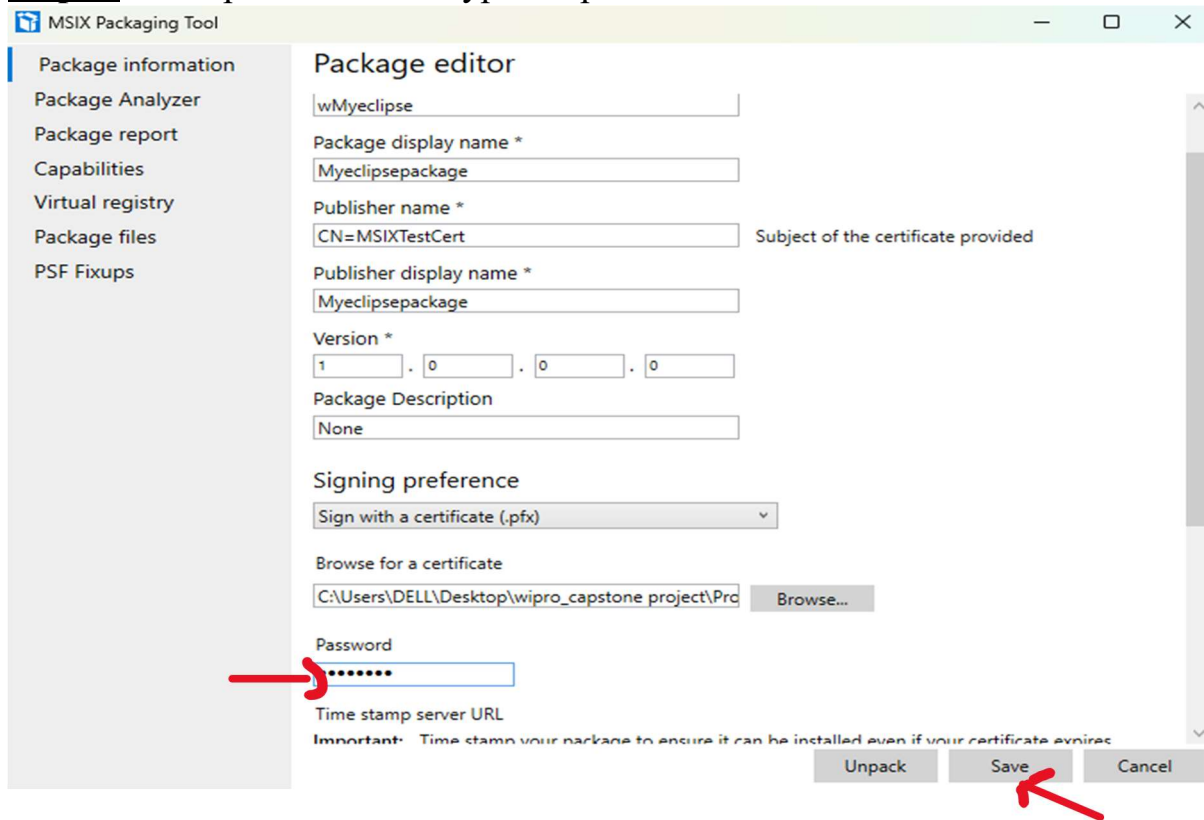 MSIX Packaging Tool
Package information
Package Analyzer
Package report
Capabilities
Virtual registry
Package files
PSF Fixups
Package editor
wMyeclipse
Package display name *
Myeclipsepackage
Publisher name *
CN=MSIXTestCert Subject of the certificate provided
Publisher display name *
Myeclipsepackage
Version *
1 . 0 . 0 . 0
Package Description
None
Signing preference
Sign with a certificate (.pfx)
Browse for a certificate
C:\Users\DELL\Desktop\wipro_capstone project\Pro Browse...
Password
••••••••
Time stamp server URL
Important: Time stamp your package to ensure it can be installed even if your certificate expires
Unpack Save Cancel